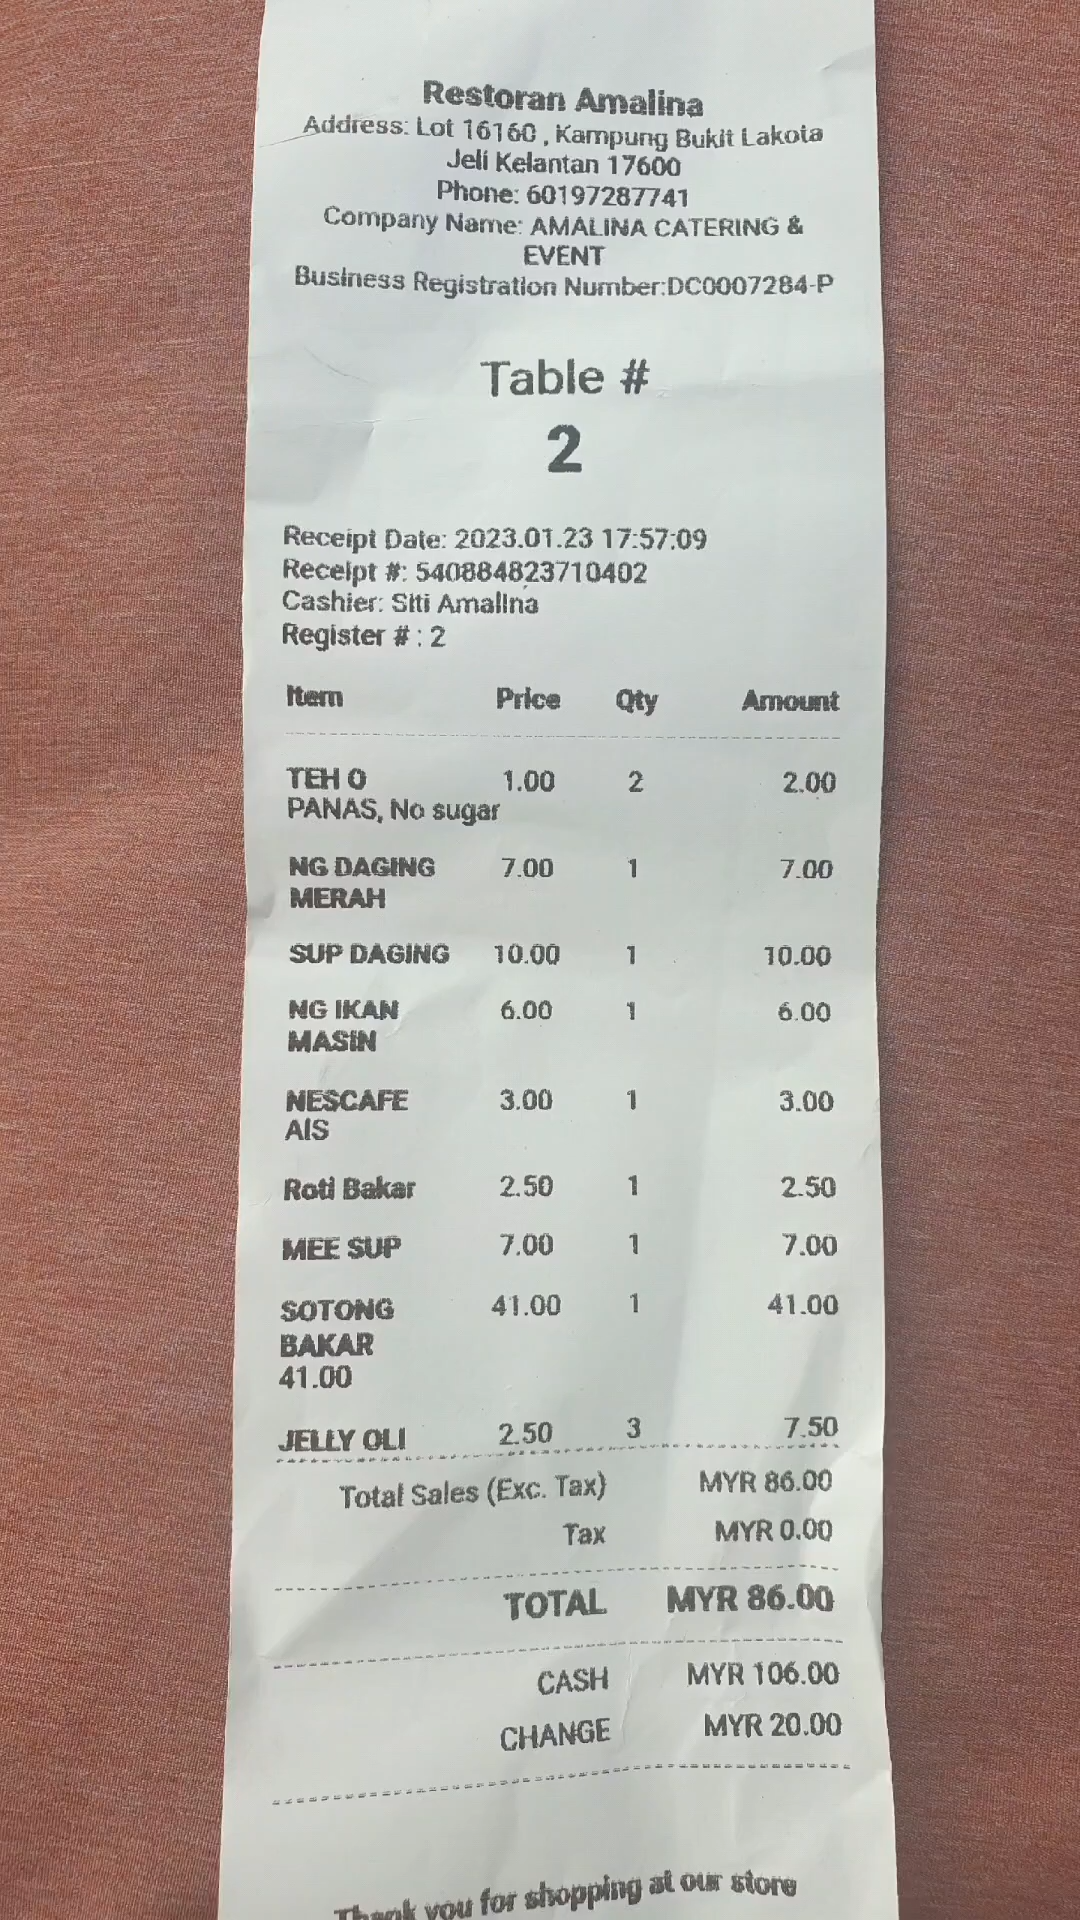 Restoran Amalina
Address: Lot 16160 , Kampung Bukit Lakota
Jeli Kelantan 17600
Phone: 60197287741
Company Name: AMALINA CATERING &
EVENT
Business Registration Number:DC0007284-P
Table #
2
Receipt Date: 2023.01.23 17:57:09
Receipt #: 540884823710402
Cashier: Siti Amalina
Register # : 2
Item Price Qty Amount
TEH O 1.00 2 2.00
PANAS, No sugar
NG DAGING 7.00 1 7.00
MERAH
SUP DAGING 10.00 1 10.00
NG IKAN 6.00 1 6.00
MASIN
NESCAFE 3.00 1 3.00
AIS
Roti Bakar 2.50 1 2.50
MEE SUP 7.00 1 7.00
SOTONG 41.00 1 41.00
BAKAR
41.00
JELLY OLI 2.50 3 7.50
Total Sales (Exc. Tax) MYR 86.00
Tax MYR 0.00
TOTAL MYR 86.00
CASH MYR 106.00
CHANGE MYR 20.00
Thank you for shopping at our store